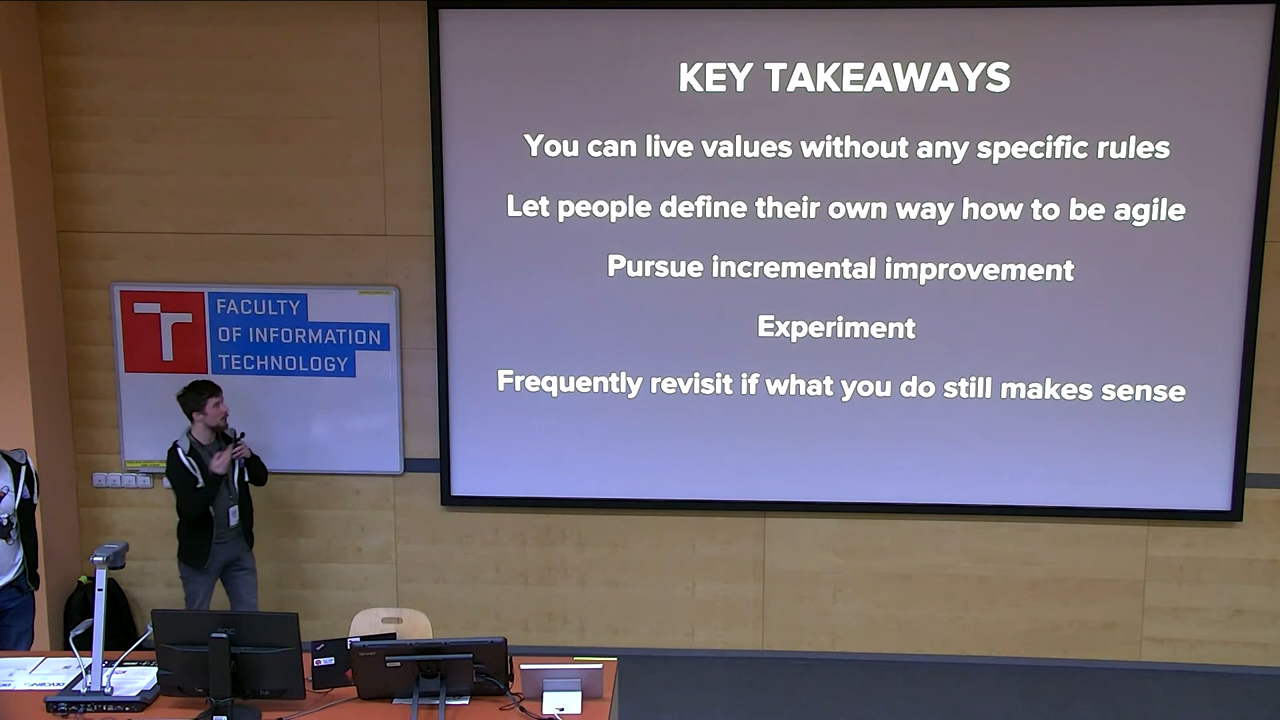 KEY TAKEAWAYS
You can live values without any specific rules
Let people define their own way how to be agile
Pursue incremental improvement
Experiment
Frequently revisit if what you do still makes sense
FACULTY
OF INFORMATION
TECHNOLOGY